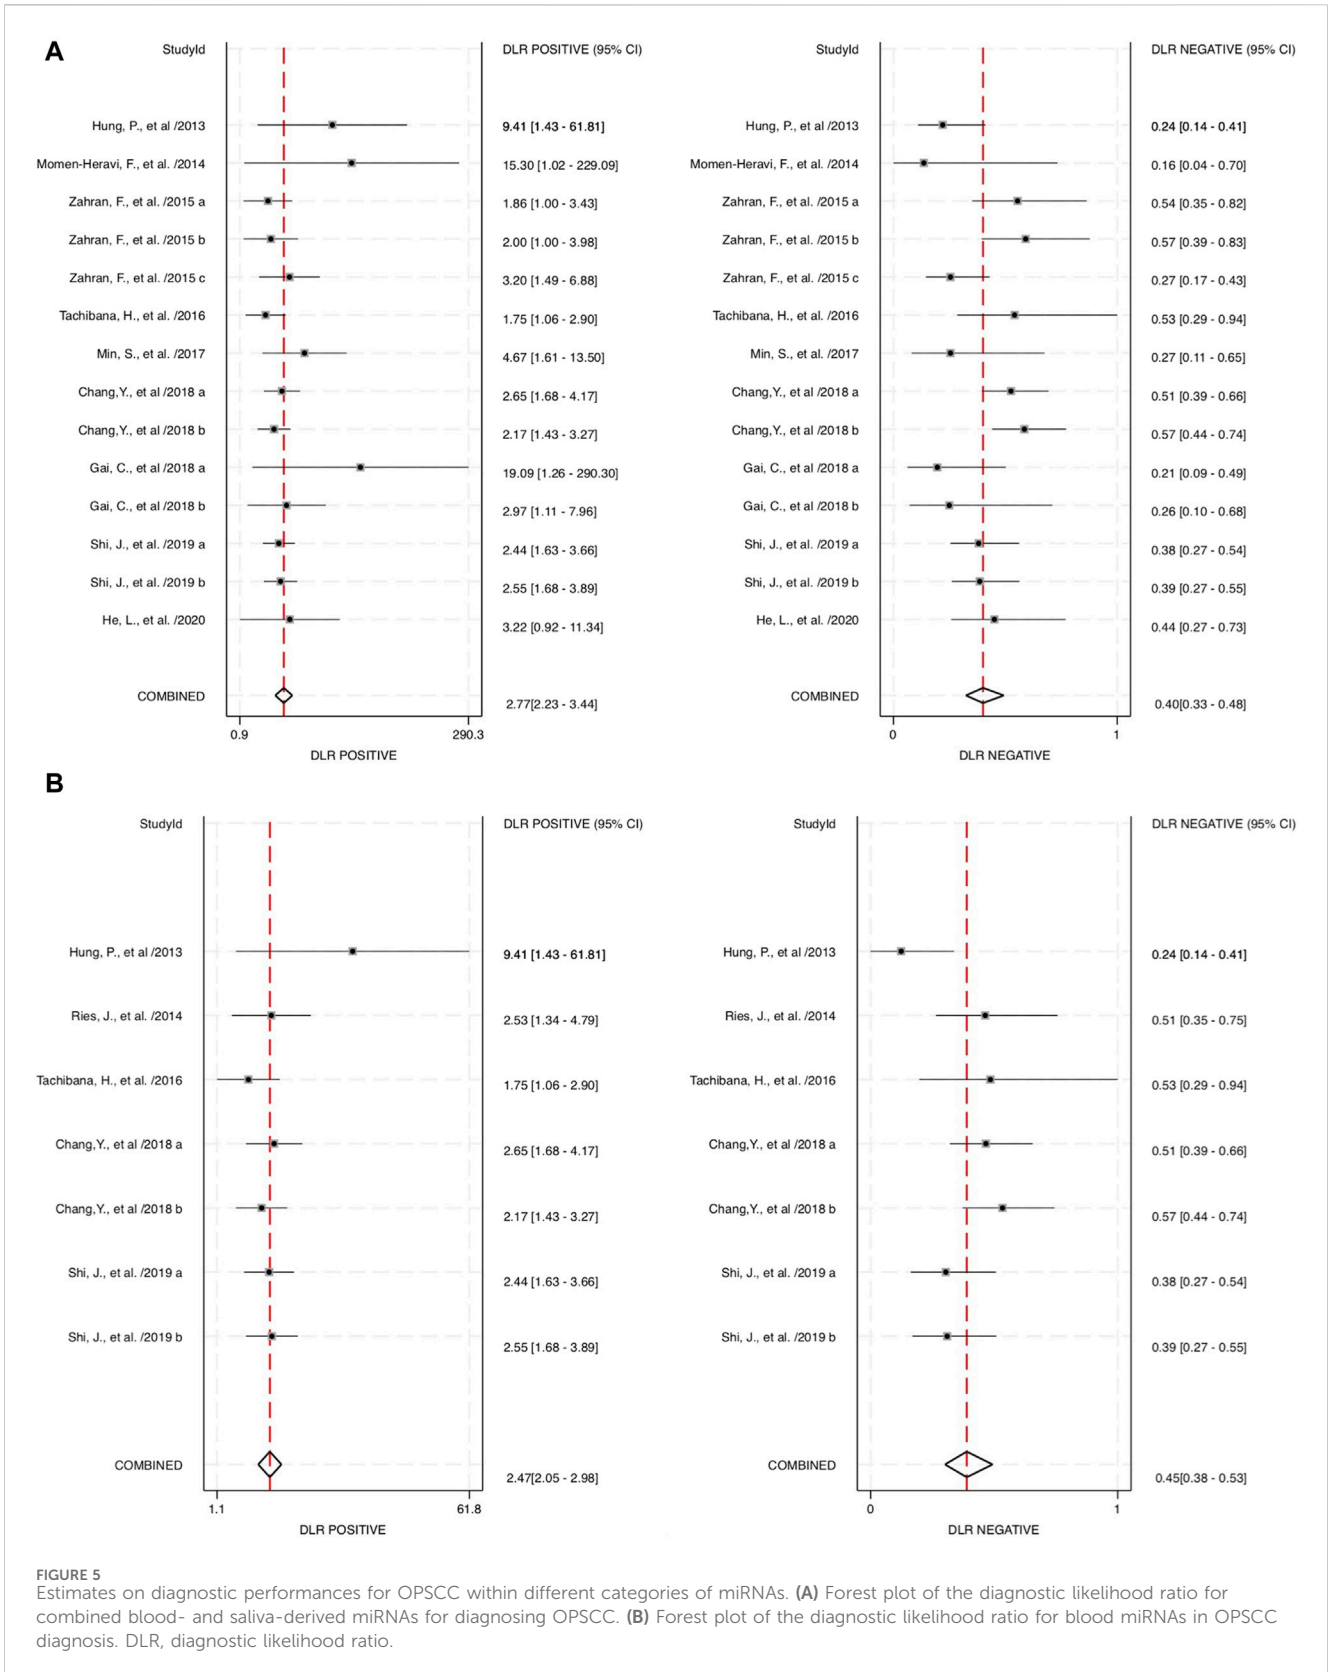 A
StudyId DLR POSITIVE (95% CI) StudyId DLR NEGATIVE (95% CI)
Hung, P., et al /2013 9.41 [1.43 - 61.81] Hung, P., et al /2013 0.24 [0.14 - 0.41]
Momen-Heravi, F., et al. /2014 15.30 [1.02 - 229.09] Momen-Heravi, F., et al. /2014 0.16 [0.04 - 0.70]
Zahran, F., et al. /2015 a 1.86 [1.00 - 3.43] Zahran, F., et al. /2015 a 0.54 [0.35 - 0.82]
Zahran, F., et al. /2015 b 2.00 [1.00 - 3.98] Zahran, F., et al. /2015 b 0.57 [0.39 - 0.83]
Zahran, F., et al. /2015 c 3.20 [1.49 - 6.88] Zahran, F., et al. /2015 c 0.27 [0.17 - 0.43]
Tachibana, H., et al. /2016 1.75 [1.06 - 2.90] Tachibana, H., et al. /2016 0.53 [0.29 - 0.94]
Min, S., et al. /2017 4.67 [1.61 - 13.50] Min, S., et al. /2017 0.27 [0.11 - 0.65]
Chang,Y., et al /2018 a 2.65 [1.68 - 4.17] Chang,Y., et al /2018 a 0.51 [0.39 - 0.66]
Chang,Y., et al /2018 b 2.17 [1.43 - 3.27] Chang,Y., et al /2018 b 0.57 [0.44 - 0.74]
Gai, C., et al /2018 a 19.09 [1.26 - 290.30] Gai, C., et al /2018 a 0.21 [0.09 - 0.49]
Gai, C., et al /2018 b 2.97 [1.11 - 7.96] Gai, C., et al /2018 b 0.26 [0.10 - 0.68]
Shi, J., et al. /2019 a 2.44 [1.63 - 3.66] Shi, J., et al. /2019 a 0.38 [0.27 - 0.54]
Shi, J., et al. /2019 b 2.55 [1.68 - 3.89] Shi, J., et al. /2019 b 0.39 [0.27 - 0.55]
He, L., et al. /2020 3.22 [0.92 - 11.34] He, L., et al. /2020 0.44 [0.27 - 0.73]
COMBINED 2.77[2.23 - 3.44] COMBINED 0.40[0.33 - 0.48]
0.9 290.3 0 1
DLR POSITIVE DLR NEGATIVE
B
StudyId DLR POSITIVE (95% CI) StudyId DLR NEGATIVE (95% CI)
Hung, P., et al /2013 9.41 [1.43 - 61.81] Hung, P., et al /2013 0.24 [0.14 - 0.41]
Ries, J., et al. /2014 2.53 [1.34 - 4.79] Ries, J., et al. /2014 0.51 [0.35 - 0.75]
Tachibana, H., et al. /2016 1.75 [1.06 - 2.90] Tachibana, H., et al. /2016 0.53 [0.29 - 0.94]
Chang,Y., et al /2018 a 2.65 [1.68 - 4.17] Chang,Y., et al /2018 a 0.51 [0.39 - 0.66]
Chang,Y., et al /2018 b 2.17 [1.43 - 3.27] Chang,Y., et al /2018 b 0.57 [0.44 - 0.74]
Shi, J., et al. /2019 a 2.44 [1.63 - 3.66] Shi, J., et al. /2019 a 0.38 [0.27 - 0.54]
Shi, J., et al. /2019 b 2.55 [1.68 - 3.89] Shi, J., et al. /2019 b 0.39 [0.27 - 0.55]
COMBINED 2.47[2.05 - 2.98] COMBINED 0.45[0.38 - 0.53]
1.1 61.8 0 1
DLR POSITIVE DLR NEGATIVE
FIGURE 5
Estimates on diagnostic performances for OPSCC within different categories of miRNAs. (A) Forest plot of the diagnostic likelihood ratio for
combined blood- and saliva-derived miRNAs for diagnosing OPSCC. (B) Forest plot of the diagnostic likelihood ratio for blood miRNAs in OPSCC
diagnosis. DLR, diagnostic likelihood ratio.